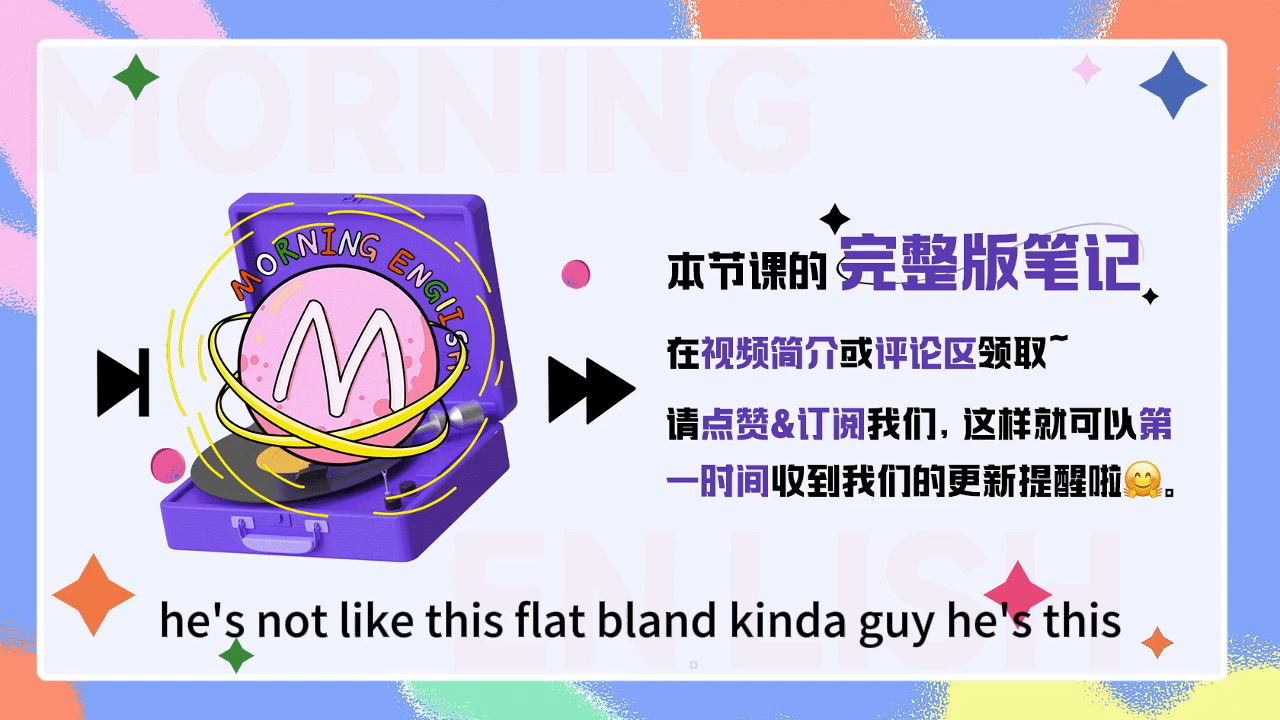 MORNING
MORNING ENGLISH
M
本节课的 完整版笔记
在视频简介或评论区领取~
请点赞&订阅我们，这样就可以第
一时间收到我们的更新提醒啦🤗。
EN LISH
he's not like this flat bland kinda guy he's this